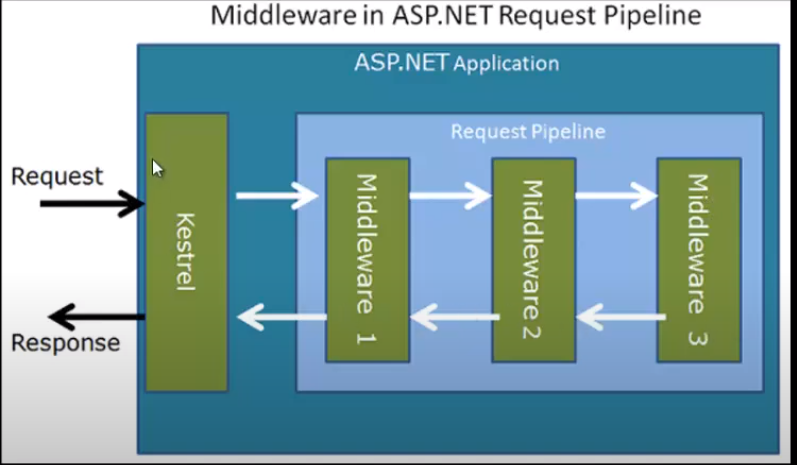 Middleware in ASP.NET Request Pipeline
ASP.NET Application
Request Pipeline
Request
Response
Kestrel
Middleware 1
Middleware 2
Middleware 3